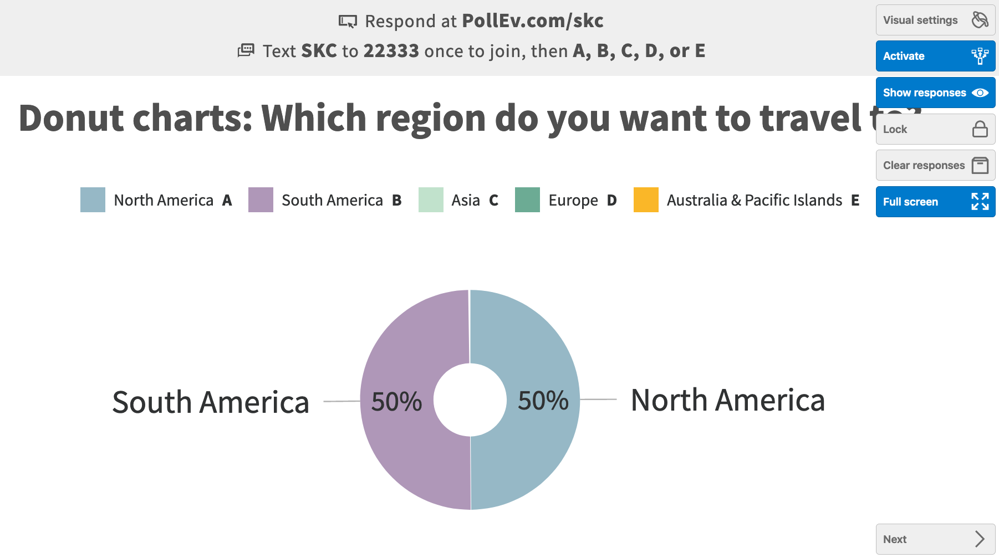 Respond at PollEv.com/skc
Text SKC to 22333 once to join, then A, B, C, D, or E
Visual settings
Activate
Show responses
Lock
Clear responses
Full screen
Donut charts: Which region do you want to travel to?
North America A South America B Asia C Europe D Australia & Pacific Islands E
South America 50% 50% North America
Next